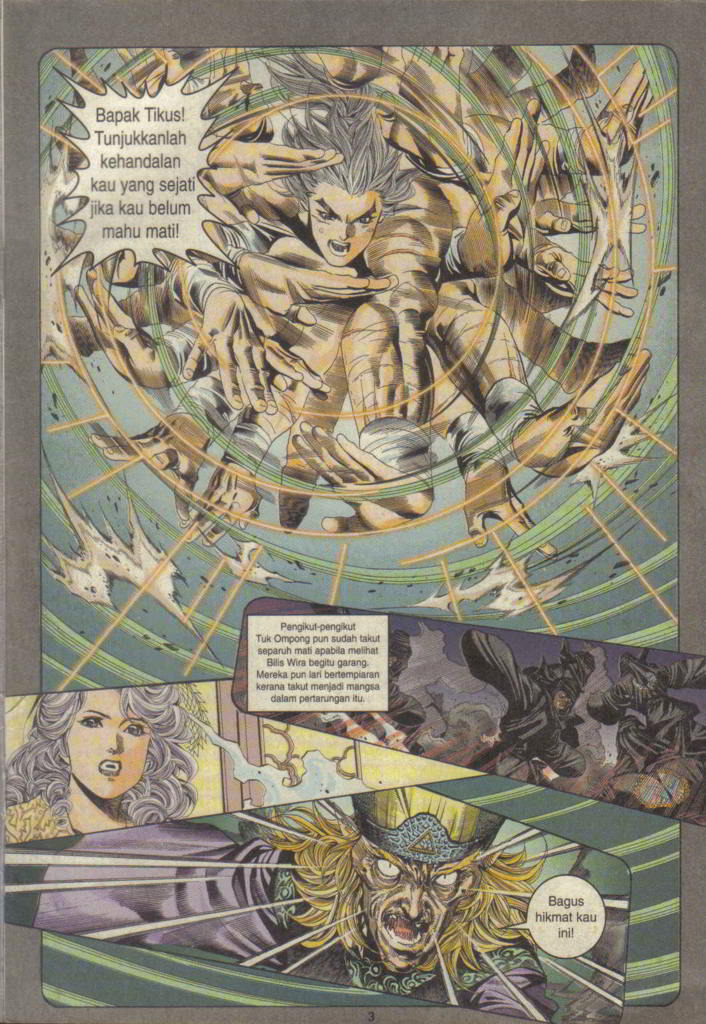 Bapak Tikus!
Tunjukkanlah
kehandalan
kau yang sejati
jika kau belum
mahu mati!
Pengikut-pengikut
Tuk Ompong pun sudah takut
separuh mati apabila melihat
Bilis Wira begitu garang.
Mereka pun lari bertempiaran
kerana takut menjadi mangsa
dalam pertarungan itu.
Bagus
hikmat kau
ini!
3